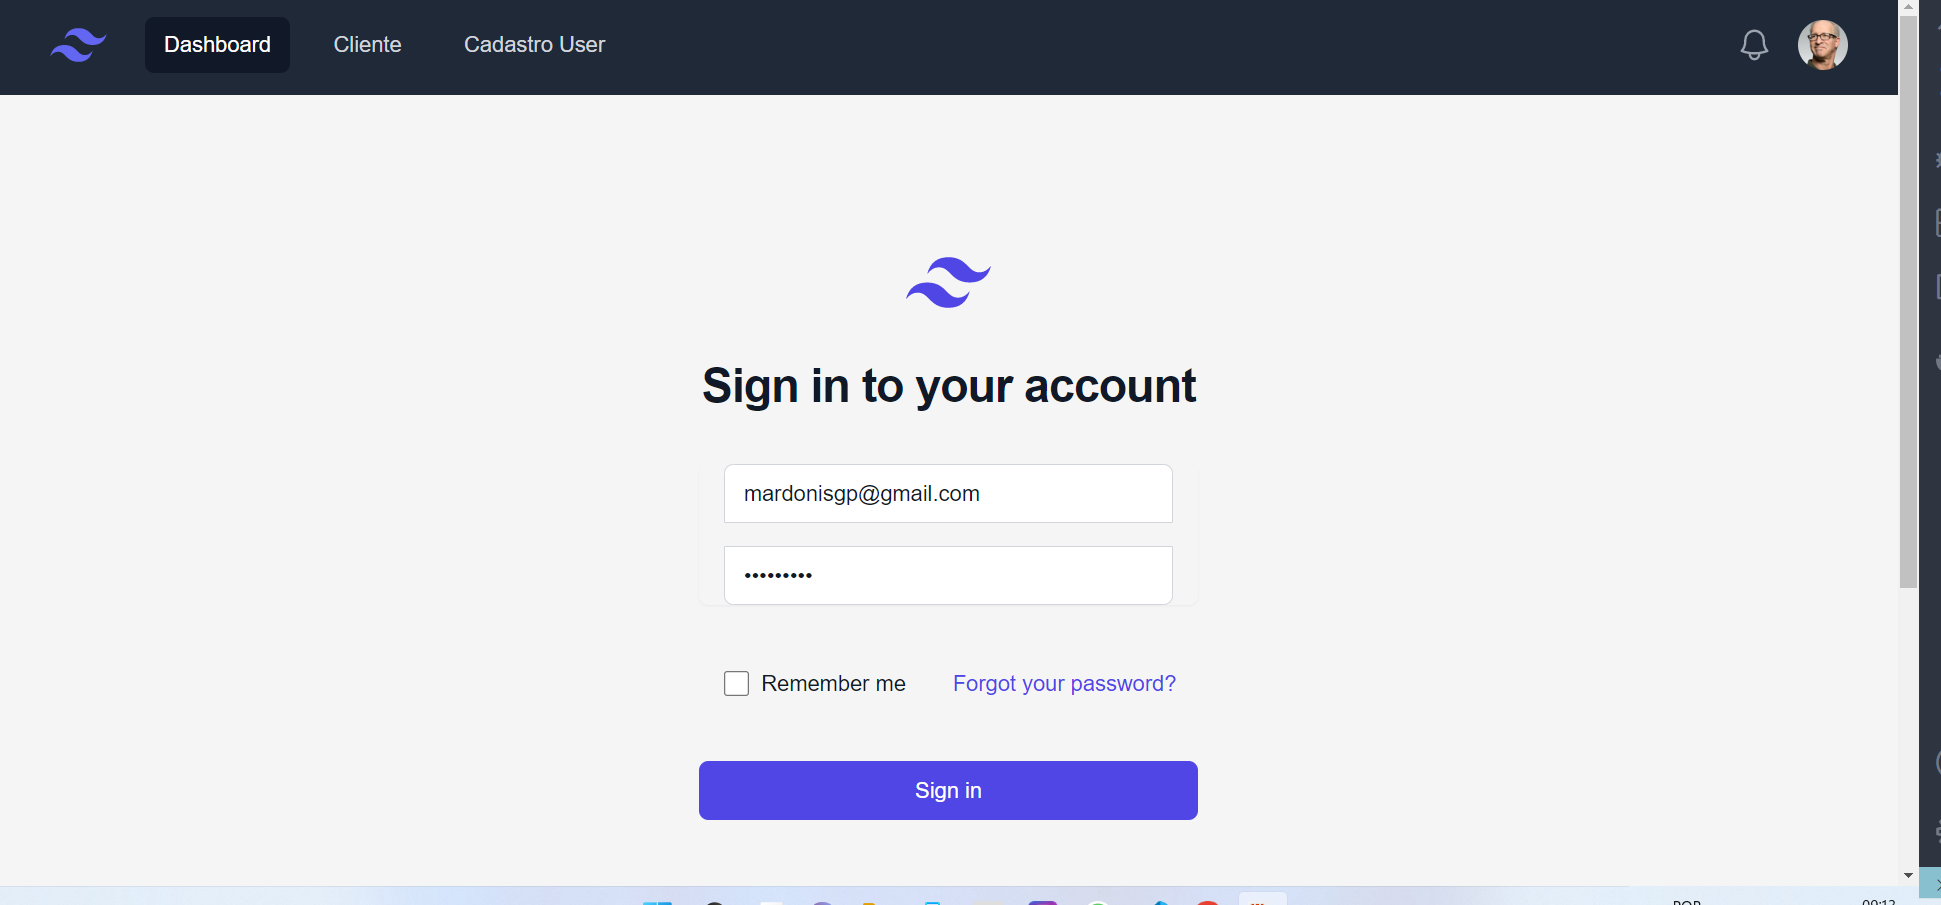 Dashboard Cliente Cadastro User
Sign in to your account
mardonisgp@gmail.com
•••••••••
Remember me Forgot your password?
Sign in